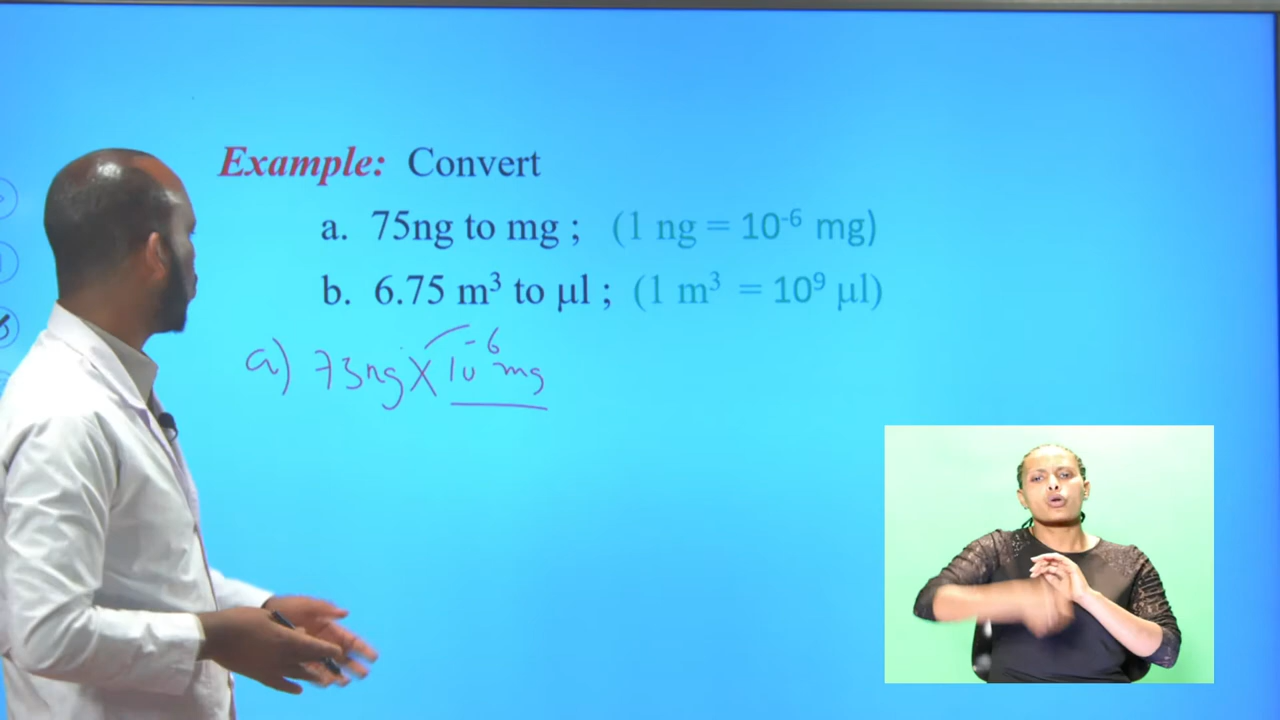 Example: Convert
a. 75ng to mg ; (1 ng = 10⁻⁶ mg)
b. 6.75 m³ to µl ; (1 m³ = 10⁹ µl)
a) 73ng X 10⁻⁶ mg